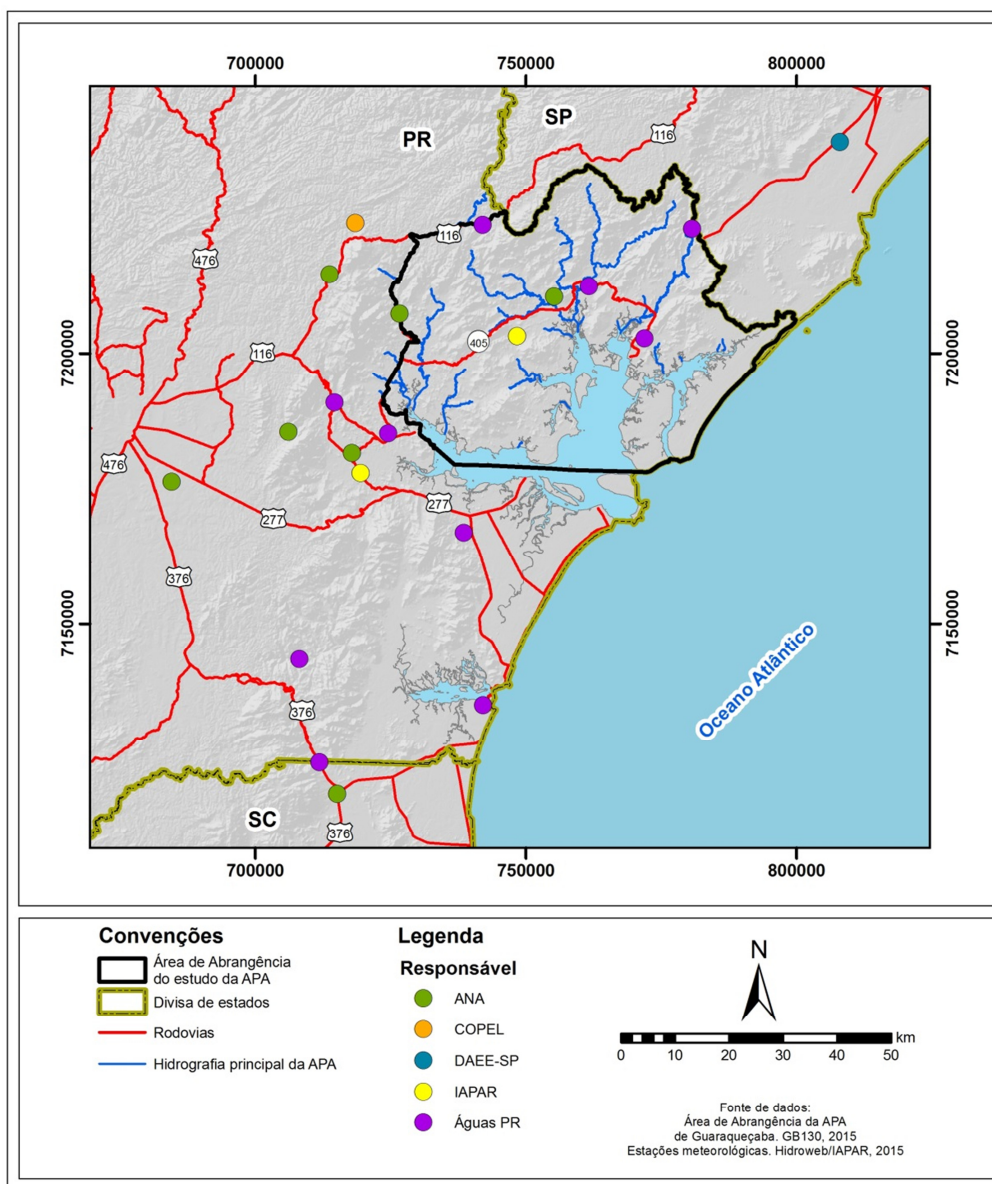 700000
750000
800000
SP
PR
116
116
476
7200000
7200000
405
116
476
277
277
376
7150000
7150000
Oceano Atlântico
376
SC
376
700000
750000
800000
Convenções
Área de Abrangência
do estudo da APA
Divisa de estados
Rodovias
Hidrografia principal da APA
Legenda
Responsável
ANA
COPEL
DAEE-SP
IAPAR
Águas PR
N
0 10 20 30 40 50 km
Fonte de dados:
Área de Abrangência da APA
de Guaraqueçaba. GB130, 2015
Estações meteorológicas. Hidroweb/IAPAR, 2015